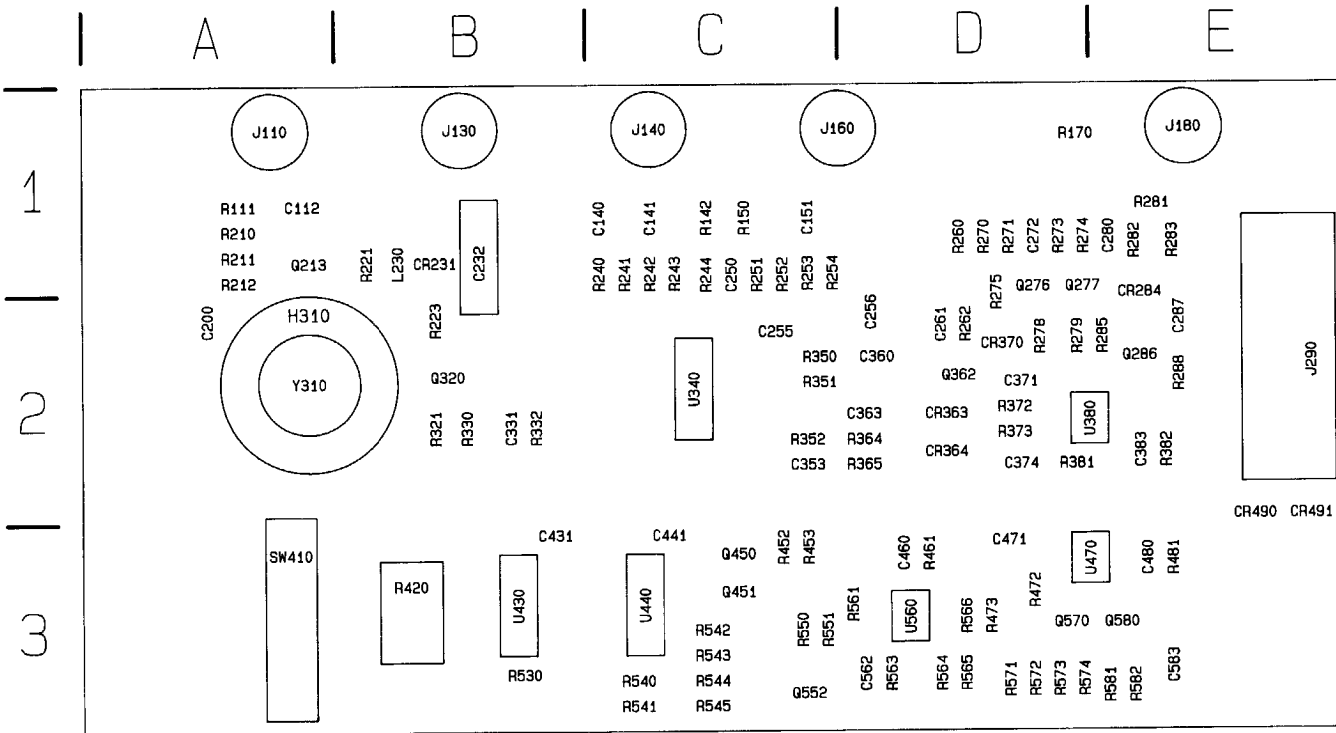 A B C D E
1
J110 J130 J140 J160 R170 J180
R111 C112 C140 C141 R142 R150 C151 R281
R210 R260 R270 R271 C272 R273 R274 C280 R282 R283
R211 Q213 R221 L230 CR231 C232 R240 R241 R242 R243 R244 C250 R251 R252 R253 R254
R212 R275 Q276 Q277 CR284
2
C200 H310 R223 C255 C256 C261 R262 CR370 R278 R279 R285 C287
R350 C360 Q286
Y310 Q320 U340 R351 Q362 C371 R288 J290
C363 CR363 R372 U380
R321 R330 C331 R332 R352 R364 CR364 R373 C383 R382
C353 R365 C374 R381
CR490 CR491
3
SW410 C431 C441 Q450 R452 R453 C460 R461 C471 U470 C480 R481
R420 U430 U440 Q451 R472
R561 U560 R566 R473 Q570 Q580
R542 R550 R551
R543
R530 R540 R544 C562 R563 R564 R565 R571 R572 R573 R574 R581 R582 C583
R541 R545 Q552